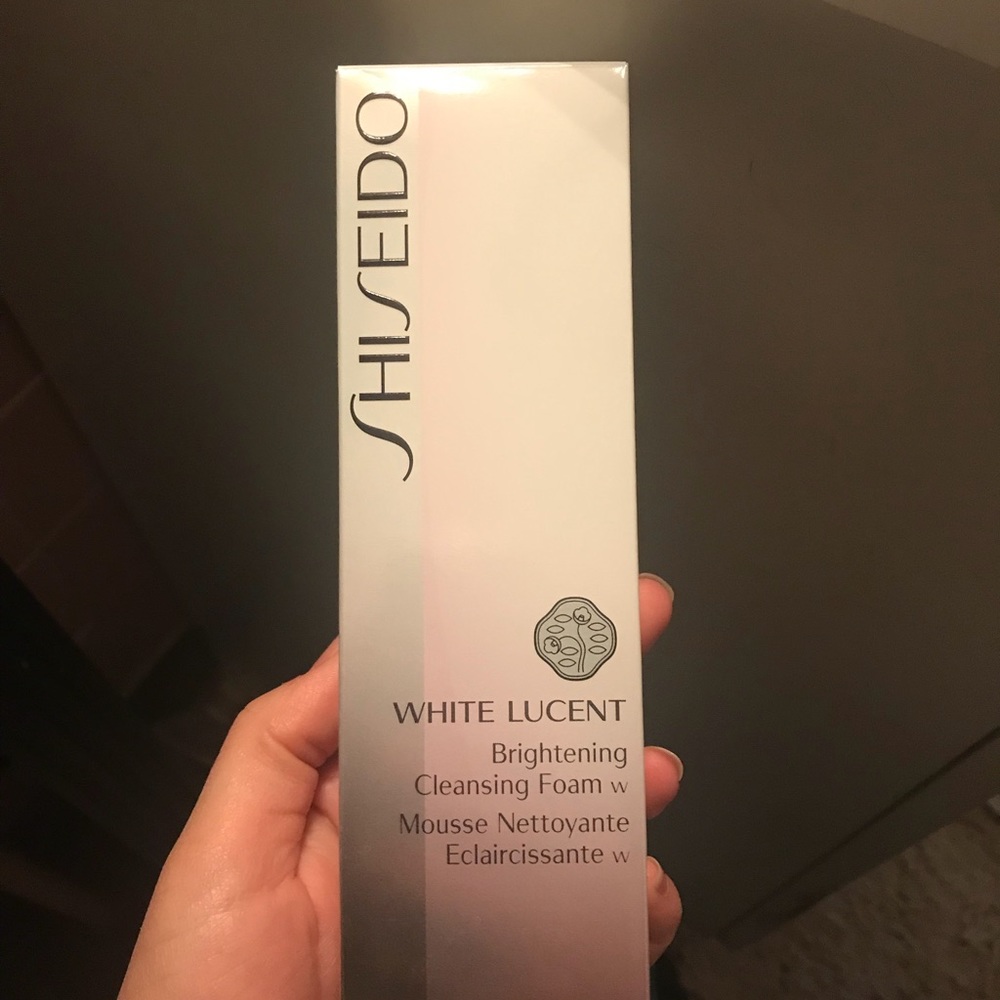 SHISEIDO
WHITE LUCENT
Brightening
Cleansing Foam W
Mousse Nettoyante
Eclaircissante W